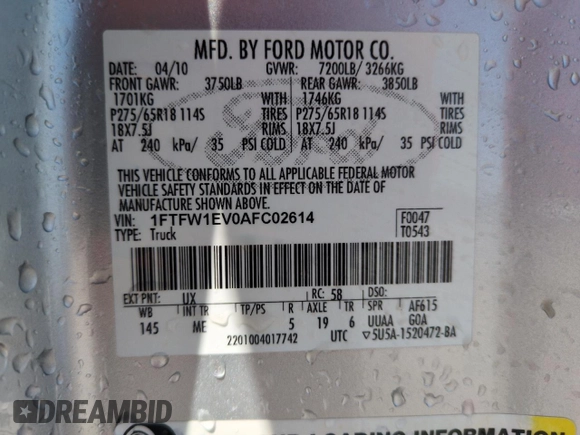 MFD. BY FORD MOTOR CO.
DATE: 04/10 GVWR: 7200LB/ 3266KG
FRONT GAWR: 3750LB REAR GAWR: 3850LB
1701KG 1746KG
P275/65R18 114S TIRES P275/65R18 114S
18X7.5J RIMS 18X7.5J RIMS
AT 240 kPa/ 35 PSI COLD AT 240 kPa/ 35 PSI COLD
THIS VEHICLE CONFORMS TO ALL APPLICABLE FEDERAL MOTOR
VEHICLE SAFETY STANDARDS IN EFFECT ON THE DATE OF
MANUFACTURE SHOWN ABOVE.
VIN: 1FTFW1EV0AFC02614 F0047
TYPE: Truck T0543
EXT PNT: UX RC: 58 DSO:
WB INT TR TP/PS R AXLE TR SPR AF615
145 ME 5 19 6 UUAA GOA
2201004017742 UTC 5U5A-1520472-BA
DREAMBID
LOADING INFORMATION